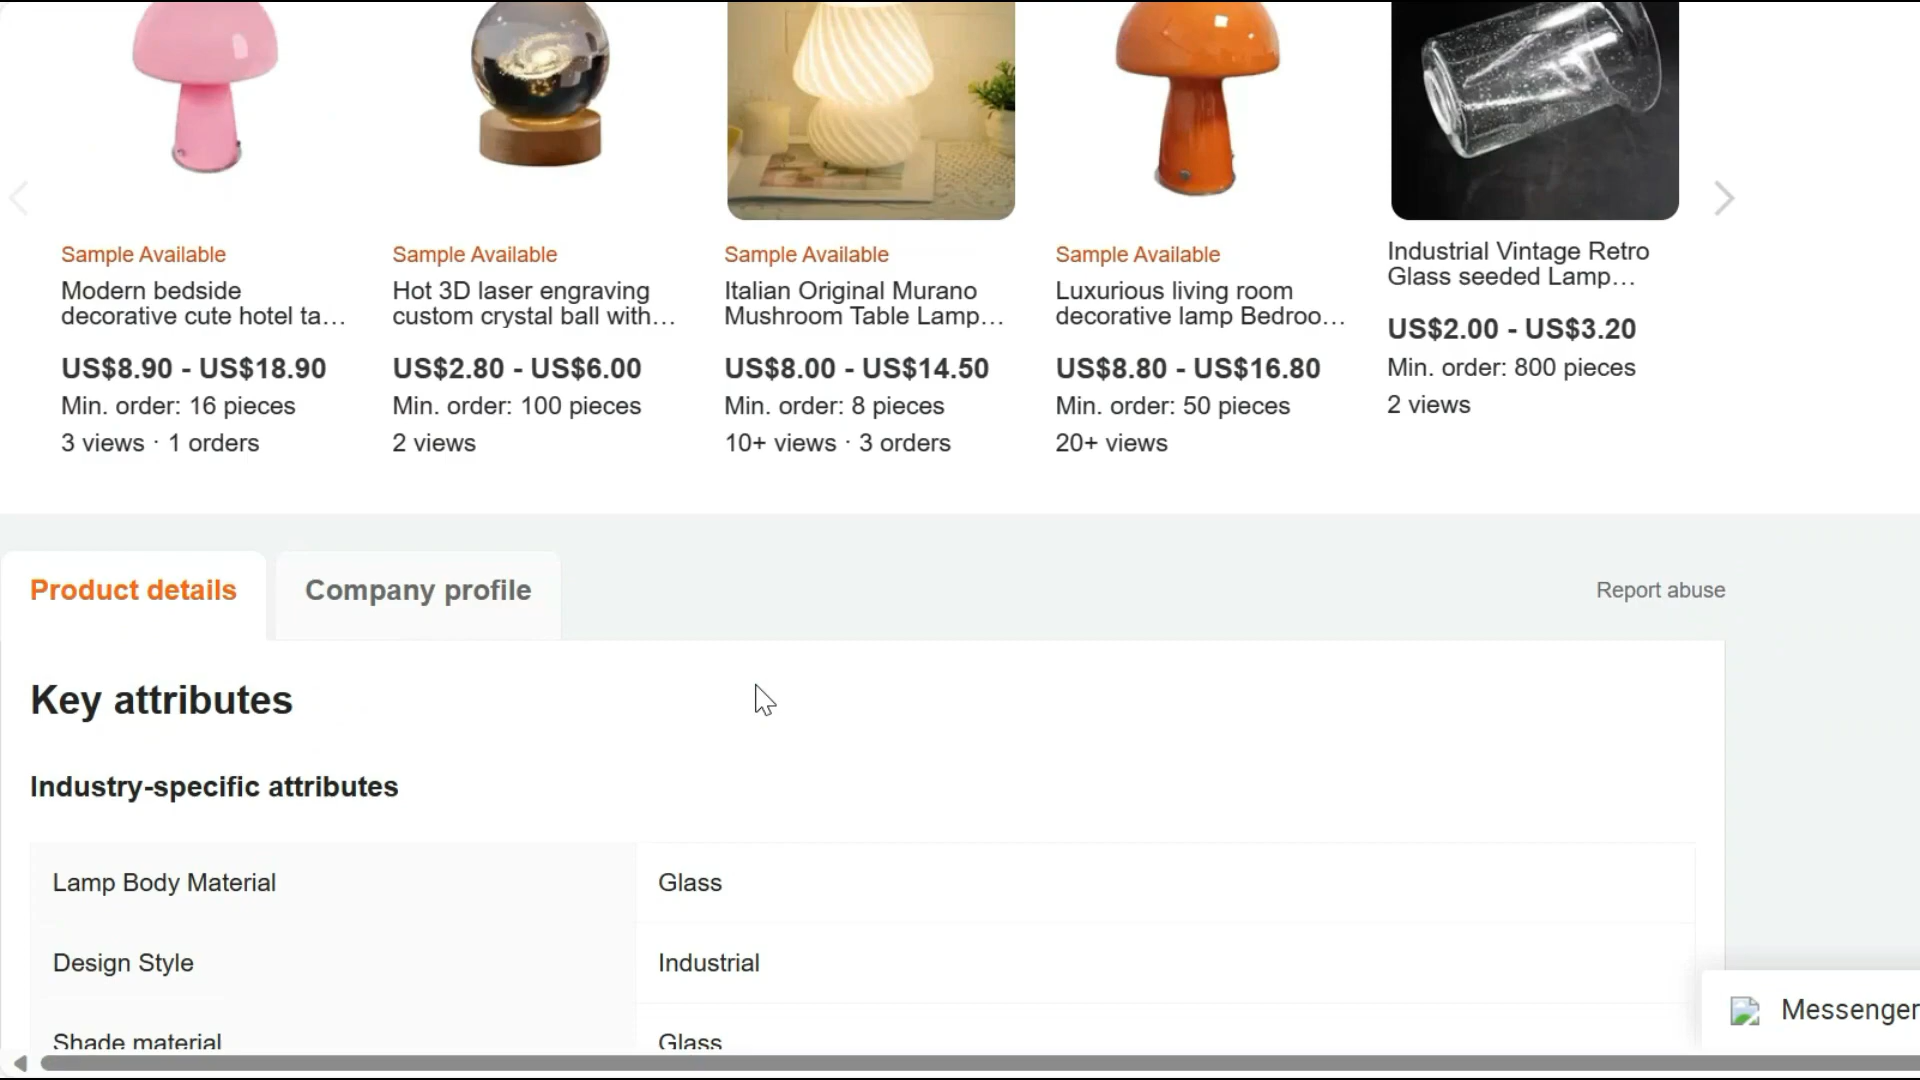 Sample Available
Modern bedside
decorative cute hotel ta...
US$8.90 - US$18.90
Min. order: 16 pieces
3 views · 1 orders
Sample Available
Hot 3D laser engraving
custom crystal ball with...
US$2.80 - US$6.00
Min. order: 100 pieces
2 views
Sample Available
Italian Original Murano
Mushroom Table Lamp...
US$8.00 - US$14.50
Min. order: 8 pieces
10+ views · 3 orders
Sample Available
Luxurious living room
decorative lamp Bedroo...
US$8.80 - US$16.80
Min. order: 50 pieces
20+ views
Industrial Vintage Retro
Glass seeded Lamp...
US$2.00 - US$3.20
Min. order: 800 pieces
2 views
Product details
Company profile
Report abuse
Key attributes
Industry-specific attributes
Lamp Body Material
Glass
Design Style
Industrial
Shade material
Glass
Messenger